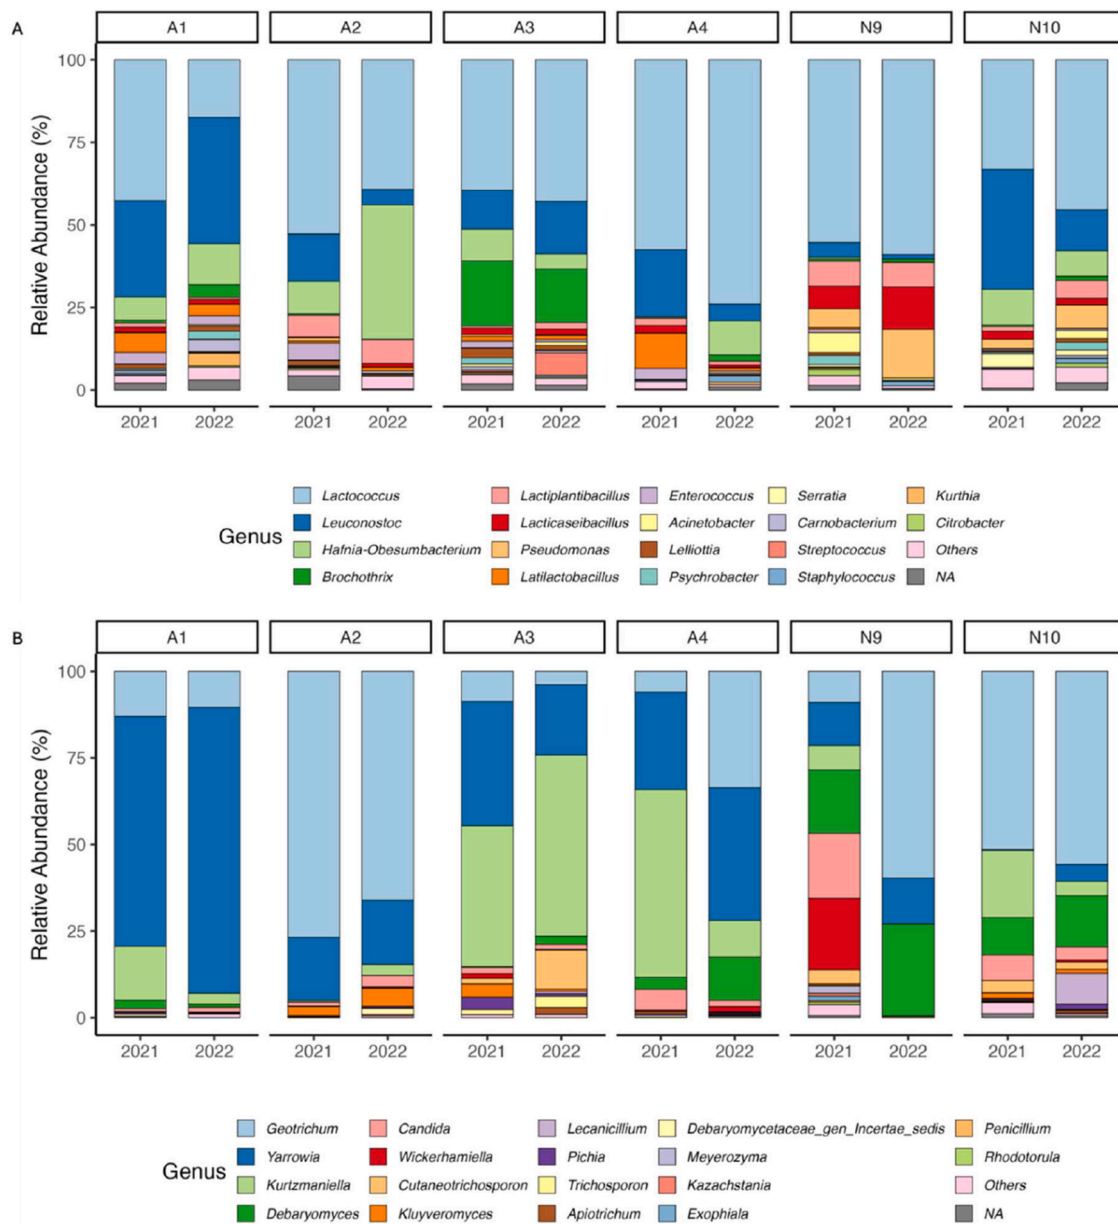 A
A1 A2 A3 A4 N9 N10
Relative Abundance (%)
100
75
50
25
0
2021 2022 2021 2022 2021 2022 2021 2022 2021 2022 2021 2022
Genus
Lactococcus Lactiplantibacillus Enterococcus Serratia Kurthia
Leuconostoc Lacticaseibacillus Acinetobacter Carnobacterium Citrobacter
Hafnia-Obesumbacterium Pseudomonas Lelliottia Streptococcus Others
Brochothrix Latilactobacillus Psychrobacter Staphylococcus NA
B
A1 A2 A3 A4 N9 N10
Relative Abundance (%)
100
75
50
25
0
2021 2022 2021 2022 2021 2022 2021 2022 2021 2022 2021 2022
Genus
Geotrichum Candida Lecanicillium Debaryomycetaceae_gen_Incertae_sedis Penicillium
Yarrowia Wickerhamiella Pichia Meyerozyma Rhodotorula
Kurtzmaniella Cutaneotrichosporon Trichosporon Kazachstania Others
Debaryomyces Kluyveromyces Apiotrichum Exophiala NA